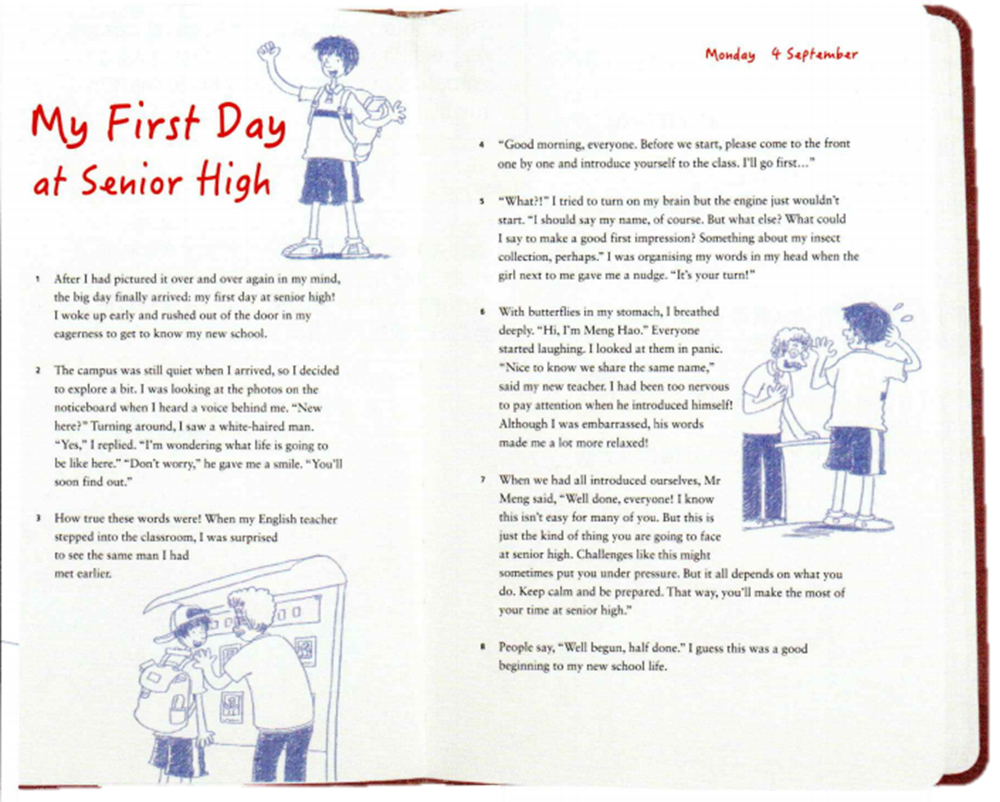 My First Day
at Senior High
1 After I had pictured it over and over again in my mind,
the big day finally arrived: my first day at senior high!
I woke up early and rushed out of the door in my
eagerness to get to know my new school.
2 The campus was still quiet when I arrived, so I decided
to explore a bit. I was looking at the photos on the
noticeboard when I heard a voice behind me. “New
here?” Turning around, I saw a white-haired man.
“Yes,” I replied. “I'm wondering what life is going to
be like here.” “Don't worry,” he gave me a smile. “You'll
soon find out.”
3 How true these words were! When my English teacher
stepped into the classroom, I was surprised
to see the same man I had
met earlier.
Monday 4 September
4 “Good morning, everyone. Before we start, please come to the front
one by one and introduce yourself to the class. I'll go first...”
5 “What?!” I tried to turn on my brain but the engine just wouldn't
start. “I should say my name, of course. But what else? What could
I say to make a good first impression? Something about my insect
collection, perhaps.” I was organising my words in my head when the
girl next to me gave me a nudge. “It's your turn!”
6 With butterflies in my stomach, I breathed
deeply. “Hi, I'm Meng Hao.” Everyone
started laughing. I looked at them in panic.
“Nice to know we share the same name,”
said my new teacher. I had been too nervous
to pay attention when he introduced himself!
Although I was embarrassed, his words
made me a lot more relaxed!
7 When we had all introduced ourselves, Mr
Meng said, “Well done, everyone! I know
this isn't easy for many of you. But this is
just the kind of thing you are going to face
at senior high. Challenges like this might
sometimes put you under pressure. But it all depends on what you
do. Keep calm and be prepared. That way, you'll make the most of
your time at senior high.”
8 People say, “Well begun, half done.” I guess this was a good
beginning to my new school life.